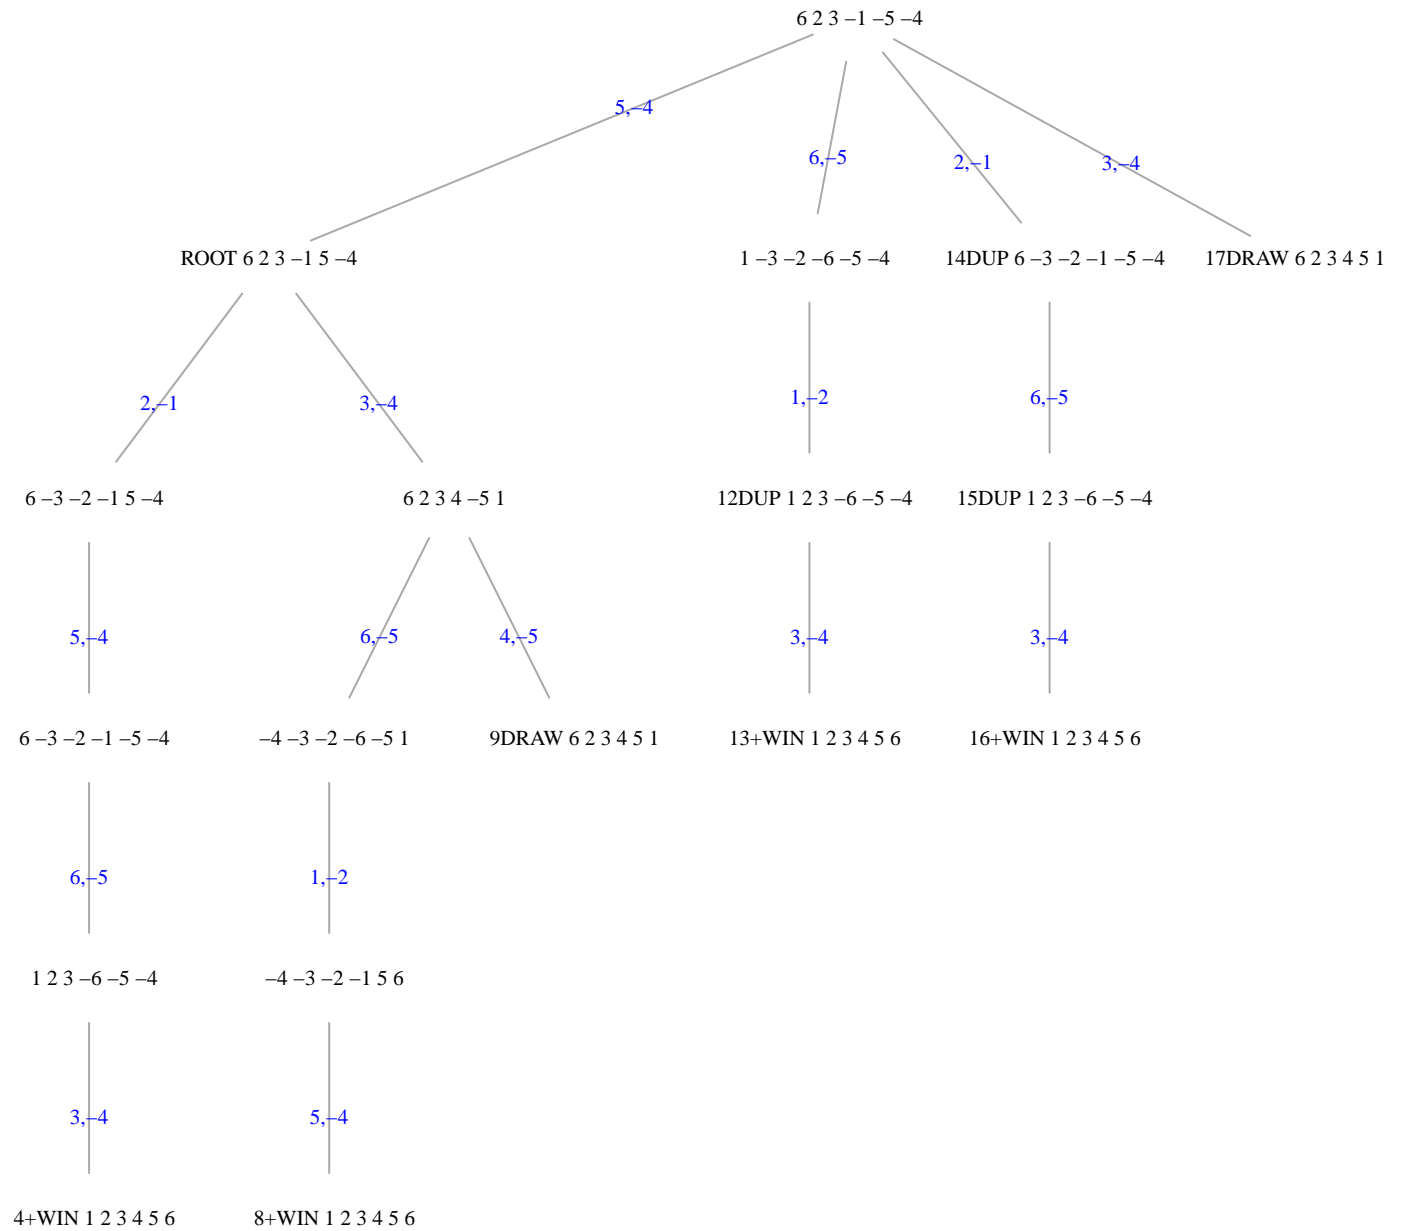 6 2 3 –1 –5 –4
5,–4
6,–5
2,–1
3,–4
ROOT 6 2 3 –1 5 –4
1 –3 –2 –6 –5 –4
14DUP 6 –3 –2 –1 –5 –4
17DRAW 6 2 3 4 5 1
2,–1
3,–4
1,–2
6,–5
6 –3 –2 –1 5 –4
6 2 3 4 –5 1
12DUP 1 2 3 –6 –5 –4
15DUP 1 2 3 –6 –5 –4
5,–4
6,–5
4,–5
3,–4
3,–4
6 –3 –2 –1 –5 –4
–4 –3 –2 –6 –5 1
9DRAW 6 2 3 4 5 1
13+WIN 1 2 3 4 5 6
16+WIN 1 2 3 4 5 6
6,–5
1,–2
1 2 3 –6 –5 –4
–4 –3 –2 –1 5 6
3,–4
5,–4
4+WIN 1 2 3 4 5 6
8+WIN 1 2 3 4 5 6